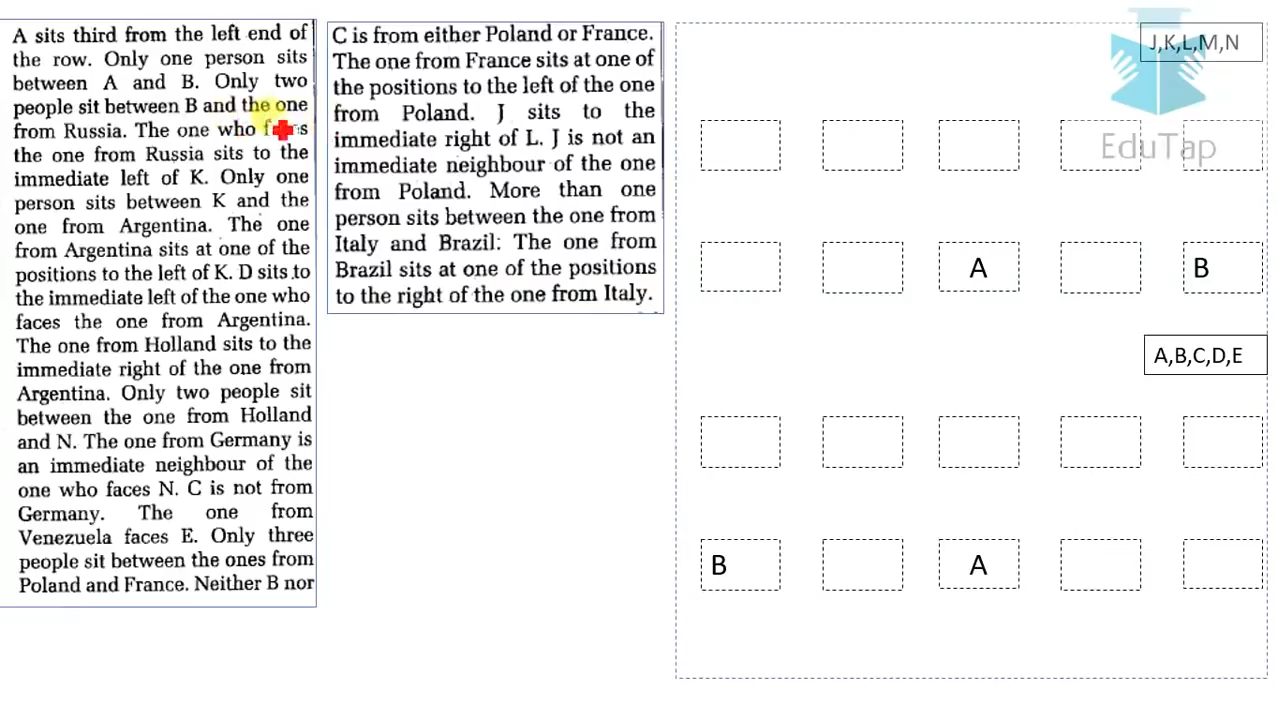 A sits third from the left end of
the row. Only one person sits
between A and B. Only two
people sit between B and the one
from Russia. The one who
the one from Russia sits to the
immediate left of K. Only one
person sits between K and the
one from Argentina. The one
from Argentina sits at one of the
positions to the left of K. D sits to
the immediate left of the one who
faces the one from Argentina.
The one from Holland sits to the
immediate right of the one from
Argentina. Only two people sit
between the one from Holland
and N. The one from Germany is
an immediate neighbour of the
one who faces N. C is not from
Germany. The one from
Venezuela faces E. Only three
people sit between the ones from
Poland and France. Neither B nor
C is from either Poland or France.
The one from France sits at one of
the positions to the left of the one
from Poland. J sits to the
immediate right of L. J is not an
immediate neighbour of the one
from Poland. More than one
person sits between the one from
Italy and Brazil: The one from
Brazil sits at one of the positions
to the right of the one from Italy.
J,K,L,M,N
EduTap
A
B
A,B,C,D,E
B
A